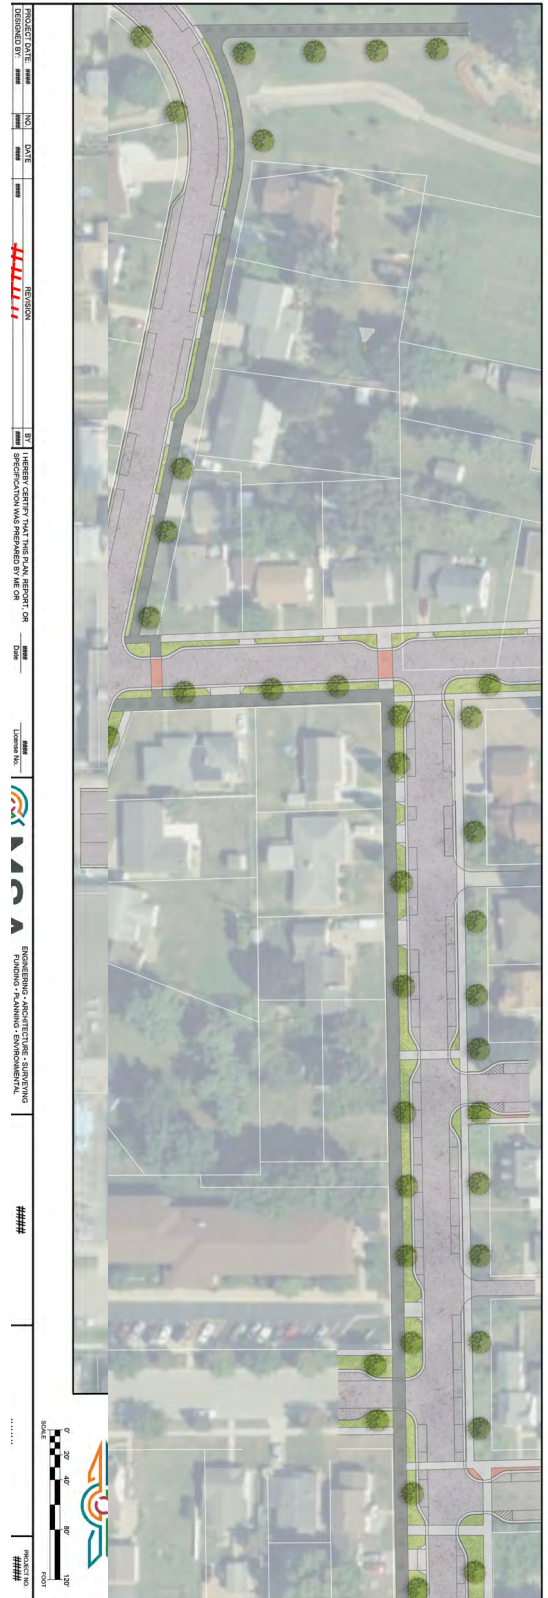 PROJECT DATE:
####
DESIGNED BY:
####
NO.
DATE
REVISION
BY
####
####
####
####
I HEREBY CERTIFY THAT THIS PLAN, REPORT, OR
SPECIFICATION WAS PREPARED BY ME OR
####
Date
####
License No.
ENGINEERING • ARCHITECTURE • SURVEYING
FUNDING • PLANNING • ENVIRONMENTAL
####
PROJECT NO.
####
SCALE
0'
20'
40'
80'
120'
FOOT